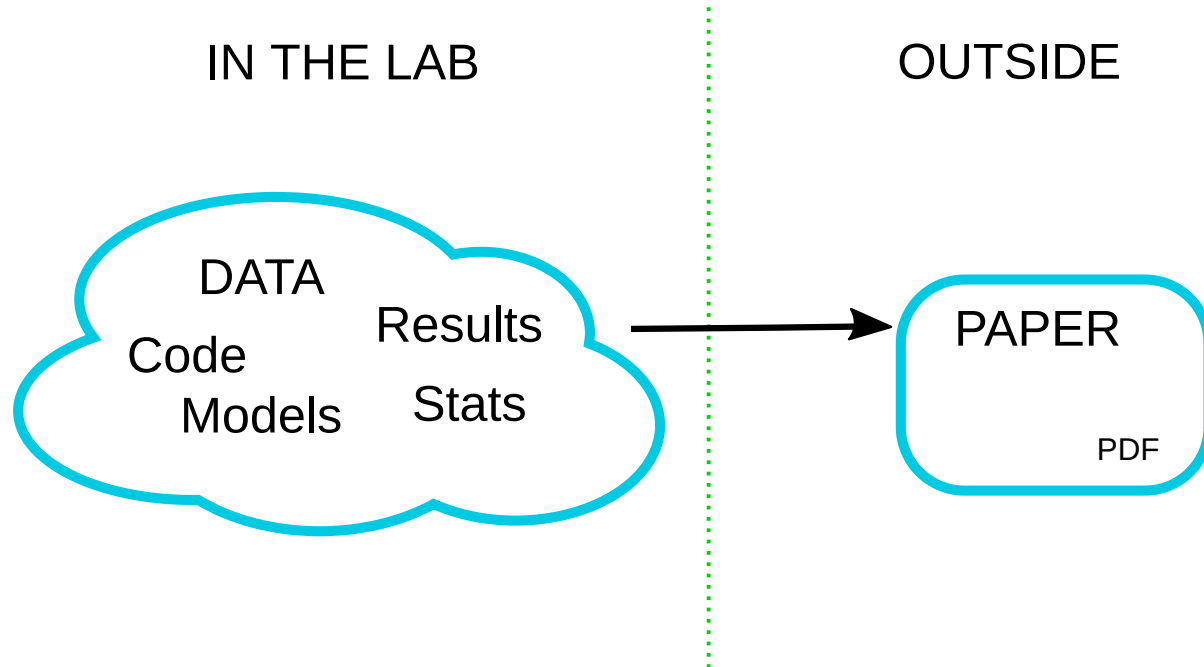 IN THE LAB
OUTSIDE
DATA
Results
PAPER
Code
Stats
Models
PDF